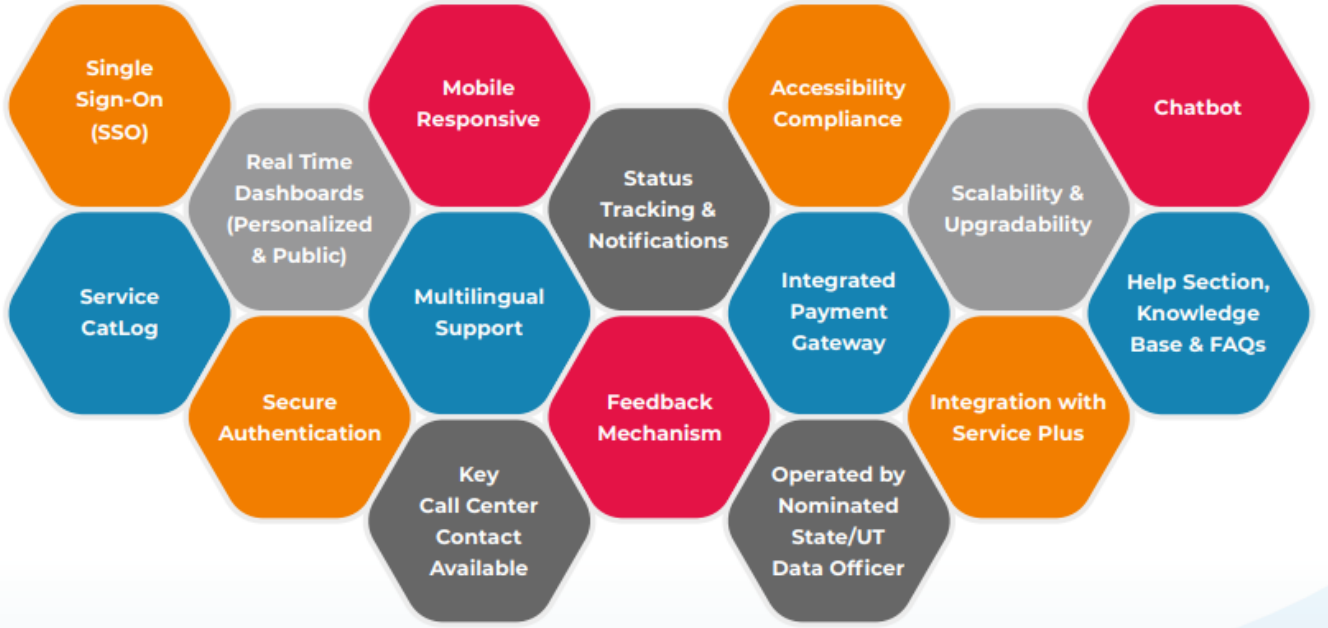 Single
Sign-On
(SSO)
Mobile
Responsive
Accessibility
Compliance
Chatbot
Real Time
Dashboards
(Personalized
& Public)
Status
Tracking &
Notifications
Scalability &
Upgradability
Service
CatLog
Multilingual
Support
Integrated
Payment
Gateway
Help Section,
Knowledge
Base & FAQs
Secure
Authentication
Feedback
Mechanism
Integration with
Service Plus
Key
Call Center
Contact
Available
Operated by
Nominated
State/UT
Data Officer